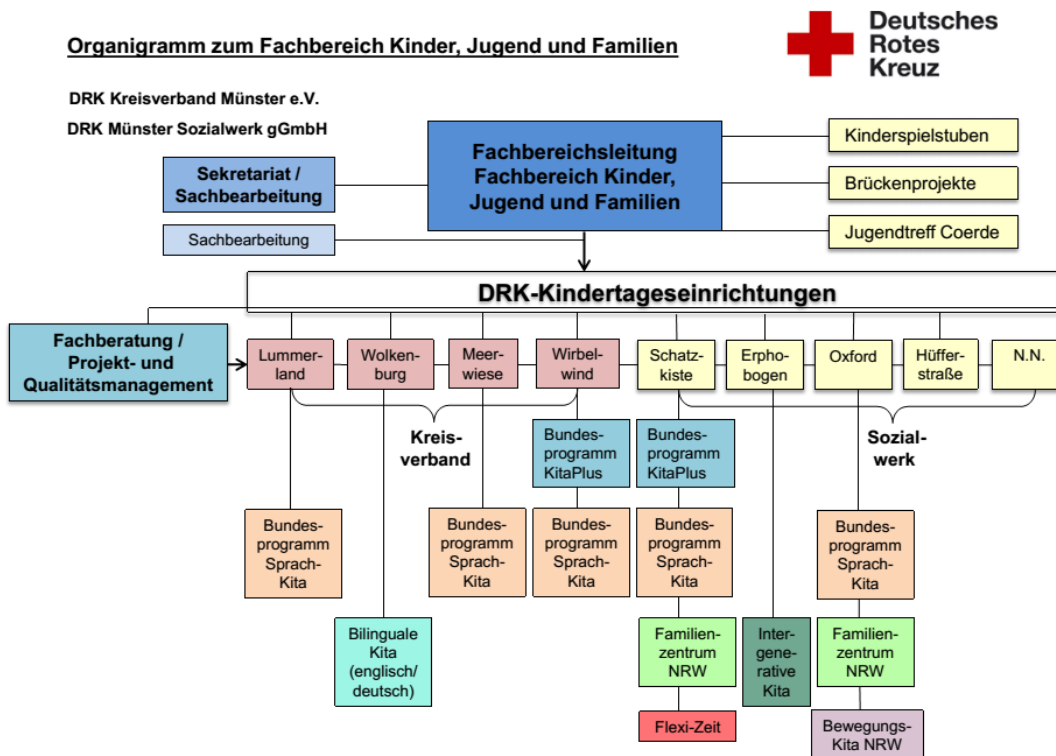 Organigramm zum Fachbereich Kinder, Jugend und Familien
Deutsches
Rotes
Kreuz
DRK Kreisverband Münster e.V.
DRK Münster Sozialwerk gGmbH
Fachbereichsleitung
Fachbereich Kinder,
Jugend und Familien
Sekretariat /
Sachbearbeitung
Sachbearbeitung
Kinderspielstuben
Brückenprojekte
Jugendtreff Coerde
DRK-Kindertageseinrichtungen
Fachberatung /
Projekt- und
Qualitätsmanagement
Lummer-
land
Wolken-
burg
Meer-
wiese
Wirbel-
wind
Schatz-
kiste
Erpho-
bogen
Oxford
Hüffer-
straße
N.N.
Kreis-
verband
Sozial-
werk
Bundes-
programm
KitaPlus
Bundes-
programm
KitaPlus
Bundes-
programm
Sprach-
Kita
Bundes-
programm
Sprach-
Kita
Bundes-
programm
Sprach-
Kita
Bundes-
programm
Sprach-
Kita
Bundes-
programm
Sprach-
Kita
Bilinguale
Kita
(englisch/
deutsch)
Familien-
zentrum
NRW
Inter-
gene-
rative
Kita
Familien-
zentrum
NRW
Flexi-Zeit
Bewegungs-
Kita NRW